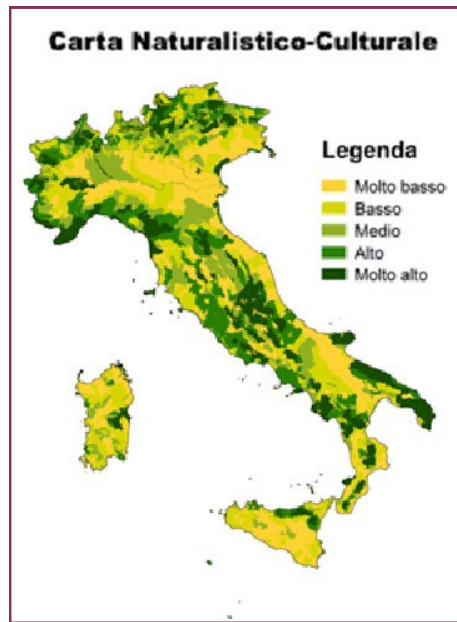 Carta Naturalistico-Culturale
Legenda
Molto basso
Basso
Medio
Alto
Molto alto